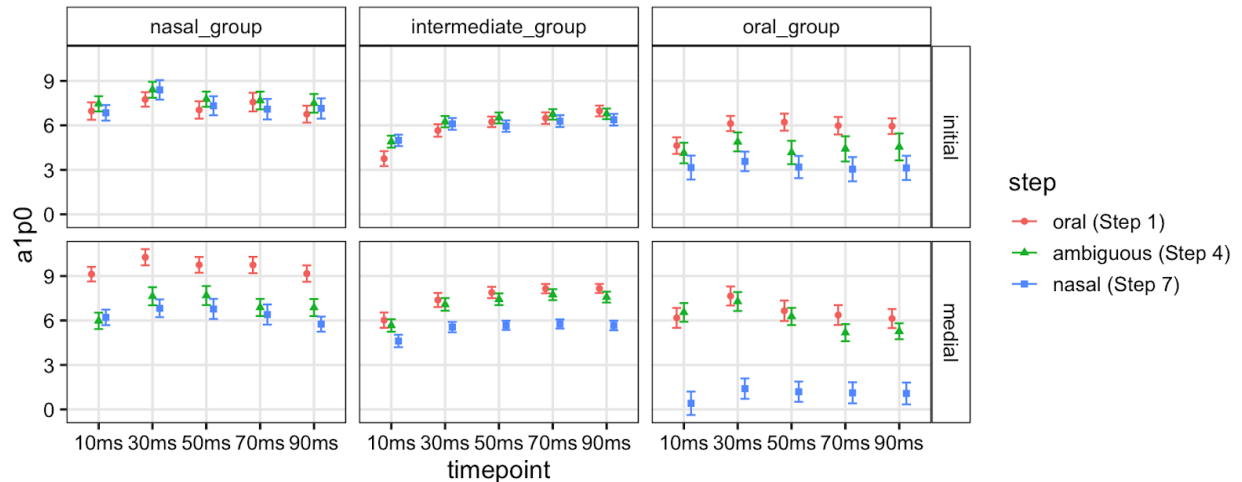 nasal_group intermediate_group oral_group
9
6
3
0
initial
9
6
3
0
medial
a1p0
10ms 30ms 50ms 70ms 90ms 10ms 30ms 50ms 70ms 90ms 10ms 30ms 50ms 70ms 90ms
timepoint
step
oral (Step 1)
ambiguous (Step 4)
nasal (Step 7)